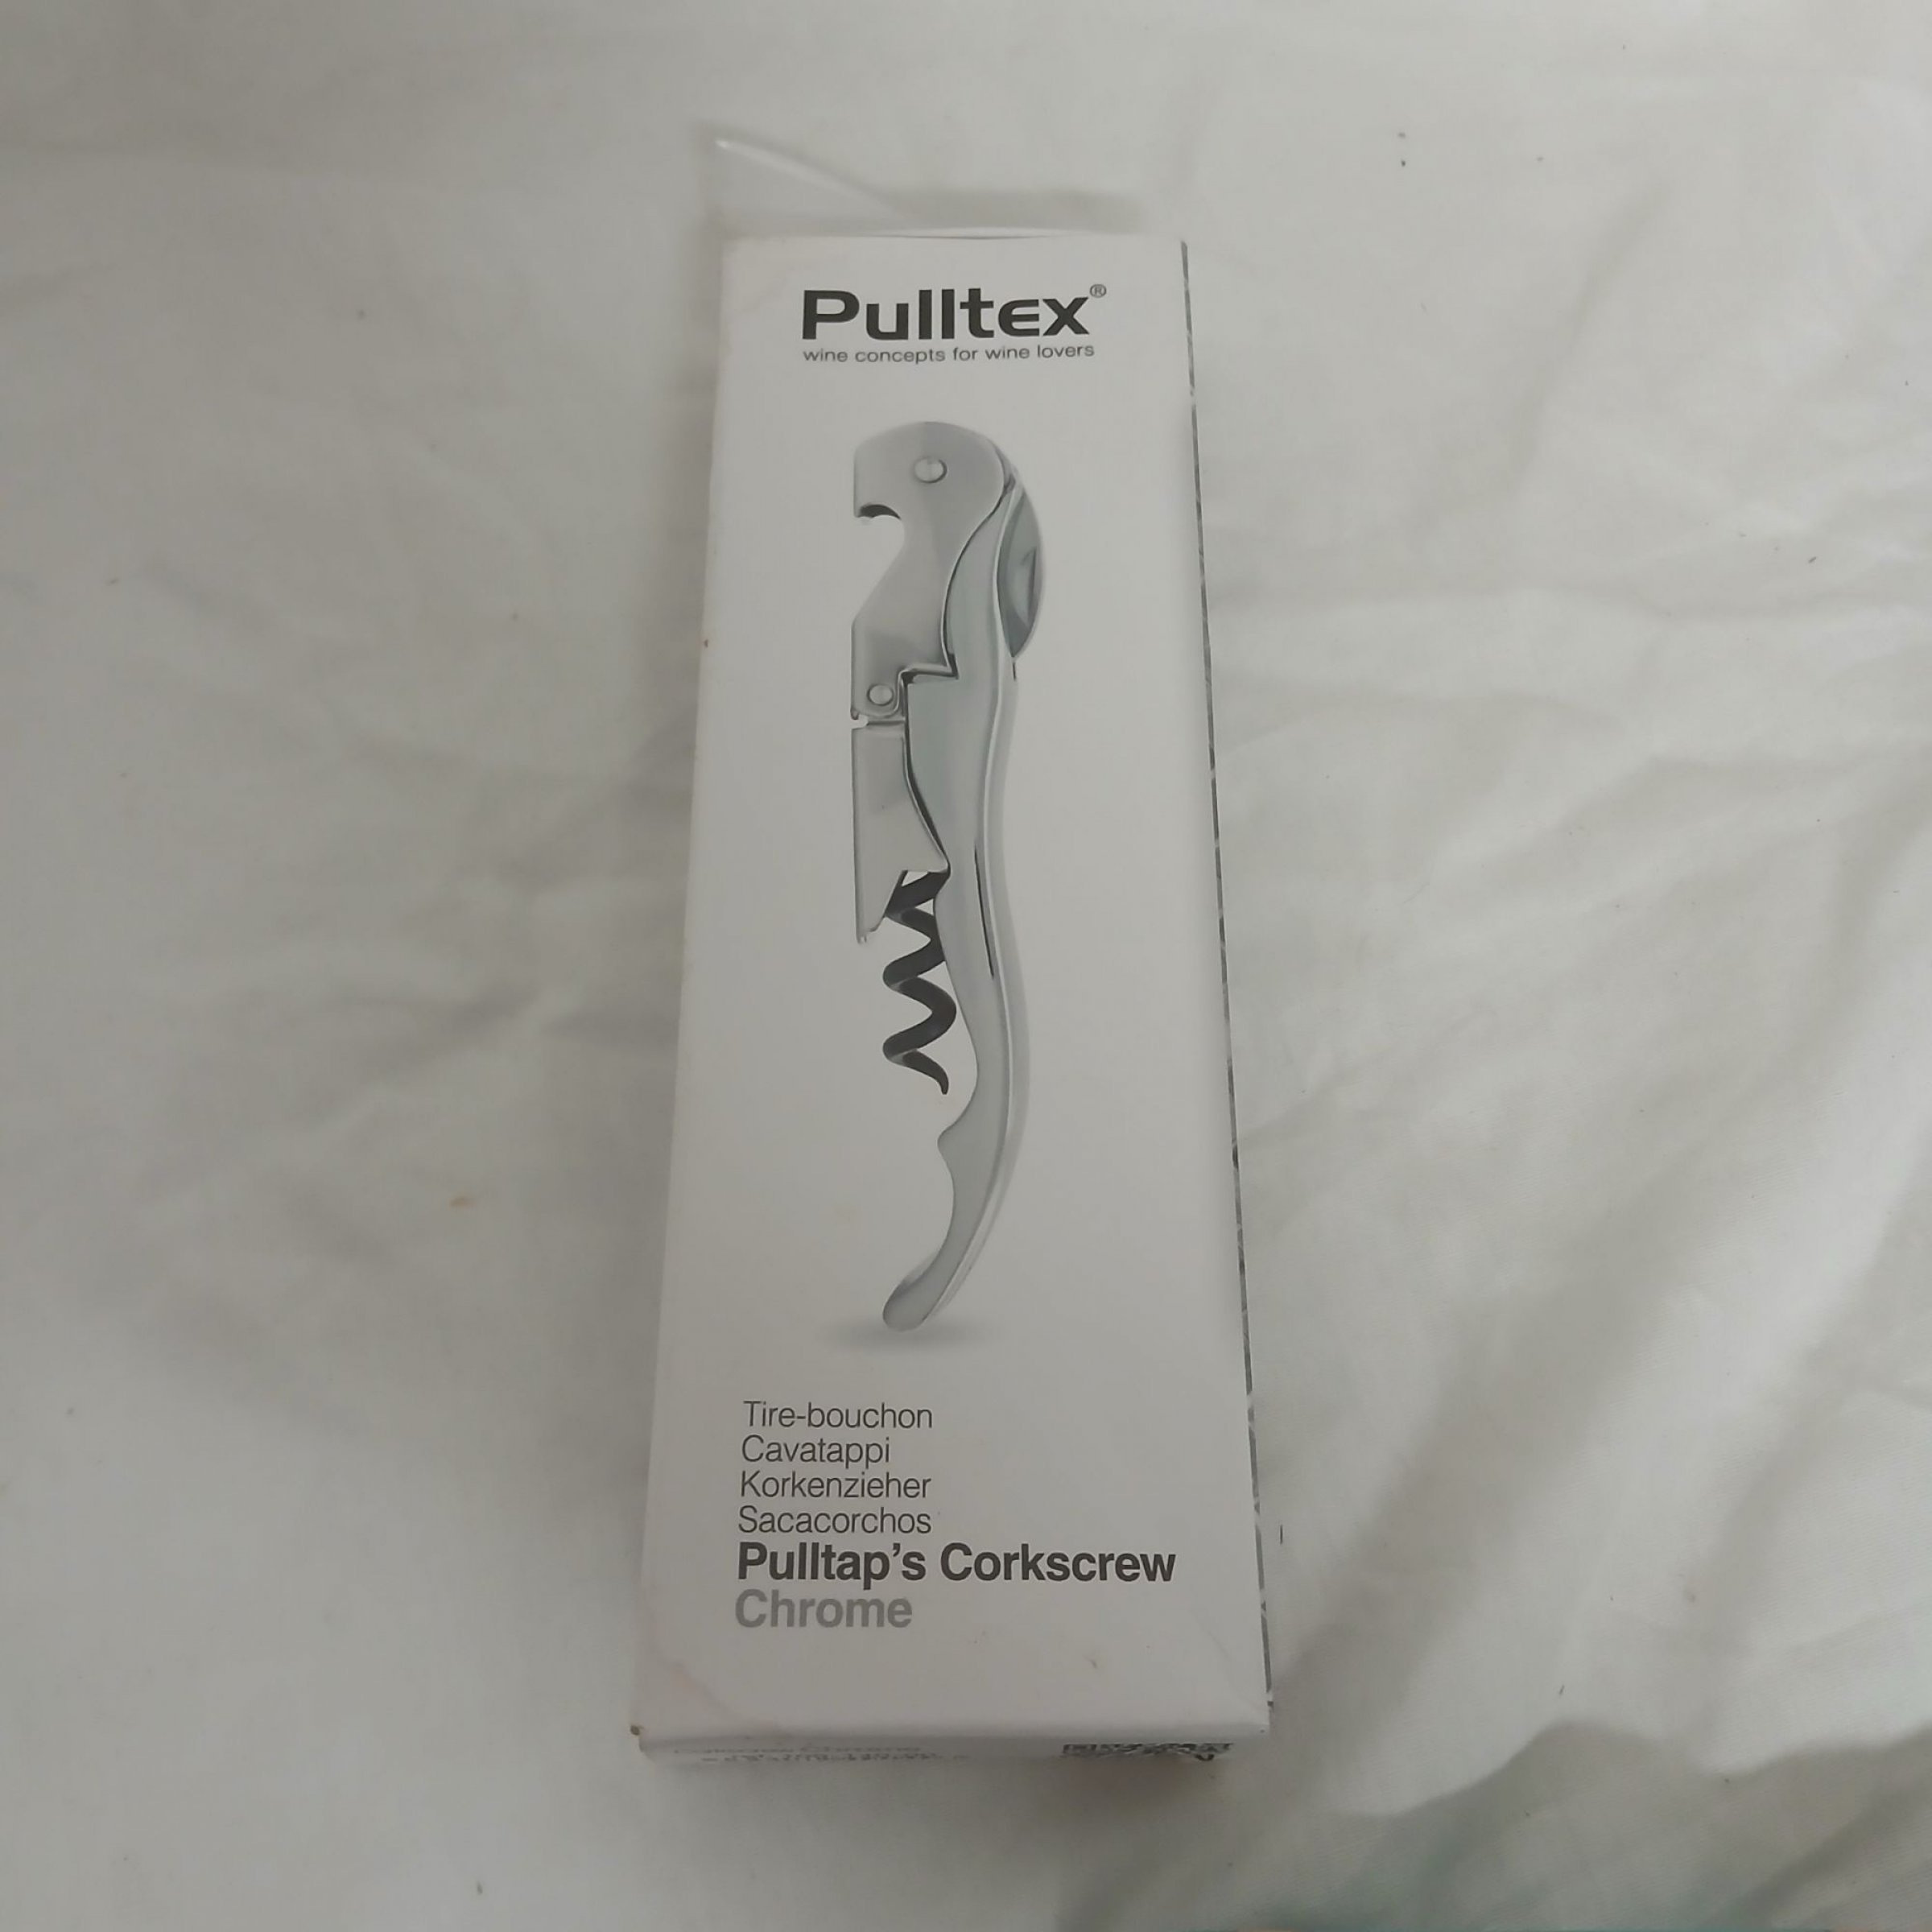 Pulltex®
wine concepts for wine lovers
Tire-bouchon
Cavatappi
Korkenzieher
Sacacorchos
Pulltap's Corkscrew
Chrome